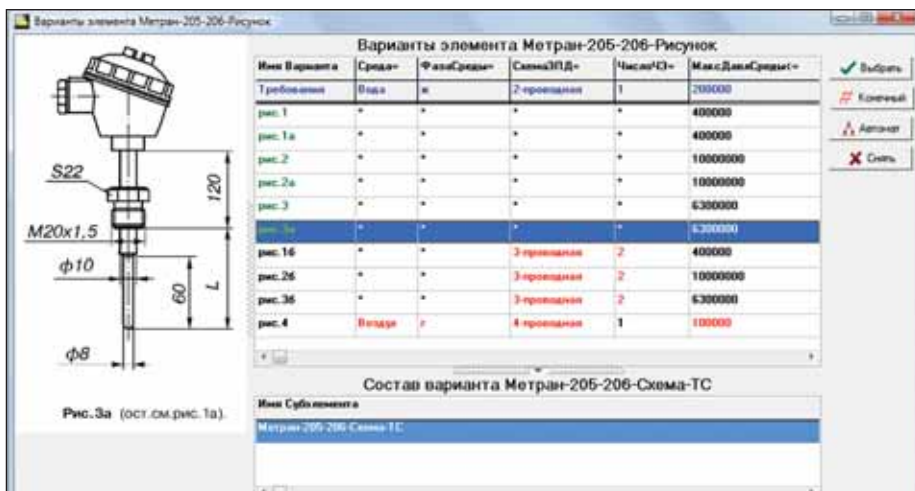 Варианты элемента Метран-205-206-Рисунок
Варианты элемента Метран-205-206-Рисунок
Имя Варианта Среда= ФазаСреды= СхемаЭПД= ЧислоЧЭ= МаксДавлСреды<=
Требования Вода ж 2-проводная 1 200000
рис. 1 * * * * 400000
рис. 1а * * * * 400000
рис. 2 * * * * 10000000
рис. 2а * * * * 10000000
рис. 3 * * * * 6300000
рис. 3а * * * * 6300000
рис. 1б * * 3-проводная 2 400000
рис. 2б * * 3-проводная 2 10000000
рис. 3б * * 3-проводная 2 6300000
рис. 4 Воздух г 4-проводная 1 100000
Выбрать
Конечный
Автомат
Снять
S22
120
M20x1,5
ф10
60
L
ф8
Рис.3а (ост.см.рис.1а).
Состав варианта Метран-205-206-Схема-ТС
Имя Субэлемента
Метран-205-206-Схема-ТС